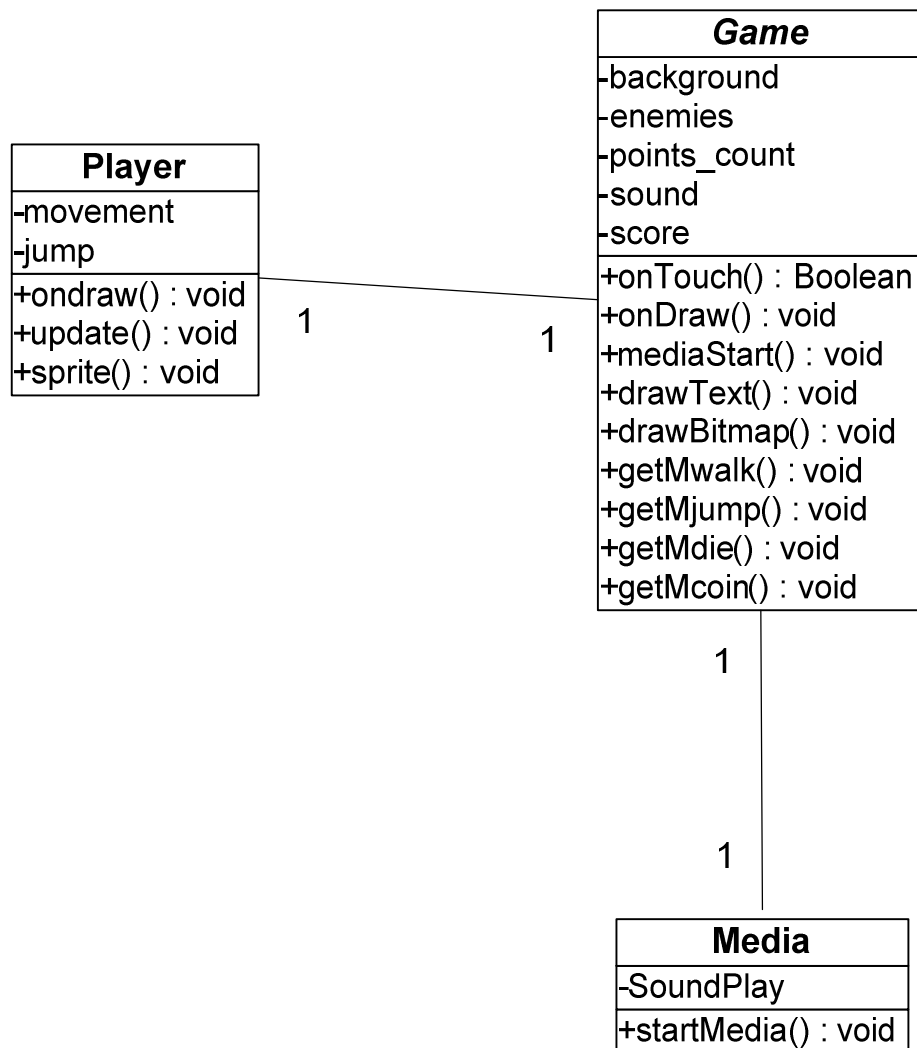 Game
-background
-enemies
-points_count
-sound
-score
+onTouch() : Boolean
+onDraw() : void
+mediaStart() : void
+drawText() : void
+drawBitmap() : void
+getMwalk() : void
+getMjump() : void
+getMdie() : void
+getMcoin() : void
Player
-movement
-jump
+ondraw() : void
+update() : void
+sprite() : void
1
1
1
1
Media
-SoundPlay
+startMedia() : void